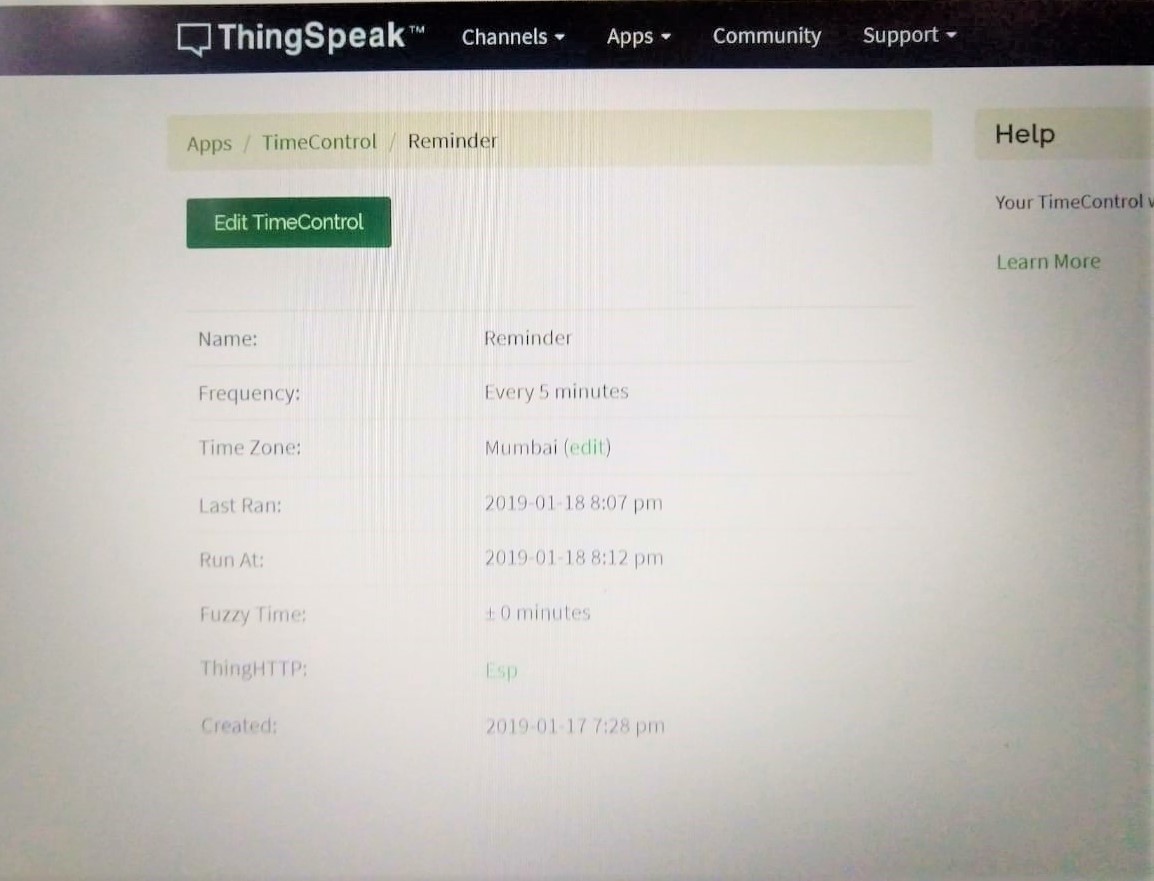 ThingSpeak™ Channels Apps Community Support
Apps / TimeControl / Reminder
Help
Edit TimeControl
Your TimeControl
Learn More
Name: Reminder
Frequency: Every 5 minutes
Time Zone: Mumbai (edit)
Last Ran: 2019-01-18 8:07 pm
Run At: 2019-01-18 8:12 pm
Fuzzy Time: ± 0 minutes
ThingHTTP: Esp
Created: 2019-01-17 7:28 pm